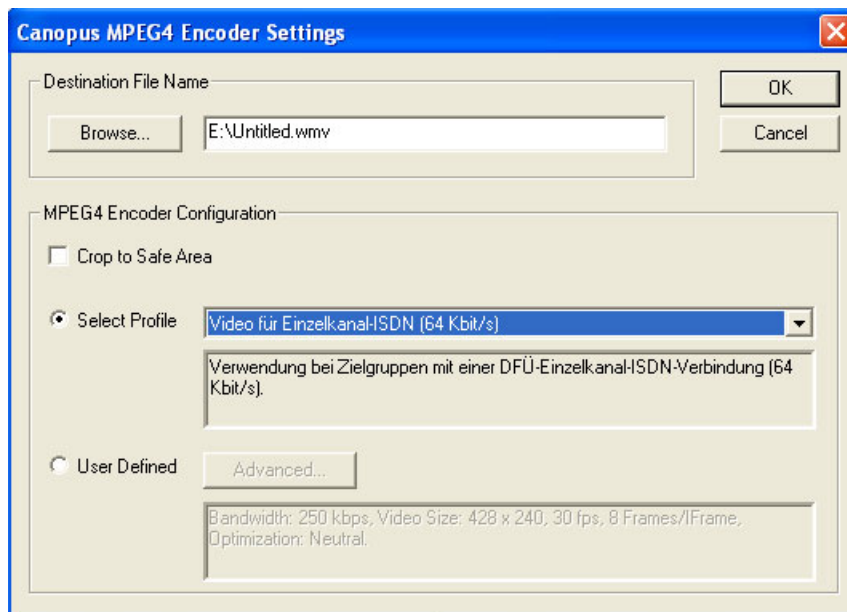 Canopus MPEG4 Encoder Settings
Destination File Name
Browse...
E:\Untitled.wmv
OK
Cancel
MPEG4 Encoder Configuration
Crop to Safe Area
Select Profile
Video für Einzelkanal-ISDN (64 Kbit/s)
Verwendung bei Zielgruppen mit einer DFÜ-Einzelkanal-ISDN-Verbindung (64
Kbit/s).
User Defined
Advanced...
Bandwidth: 250 kbps, Video Size: 428 x 240, 30 fps, 8 Frames/IFrame,
Optimization: Neutral.